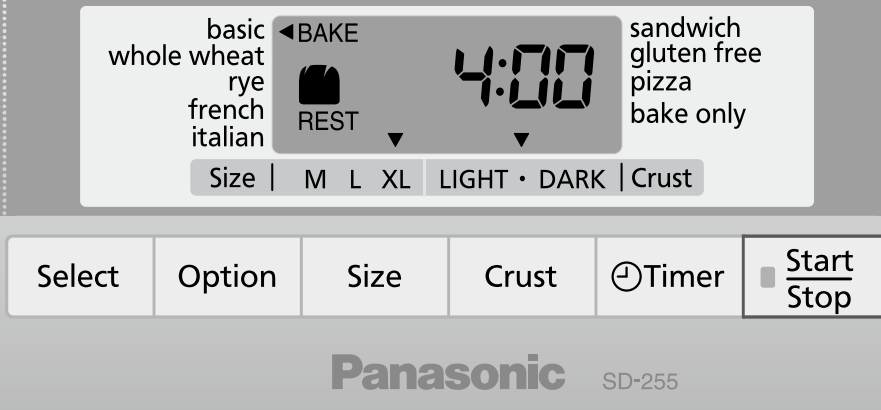 basic
whole wheat
rye
french
italian
◀BAKE
REST
4:00
sandwich
gluten free
pizza
bake only
Size | M L XL LIGHT · DARK | Crust
Select
Option
Size
Crust
Timer
Start
Stop
Panasonic SD-255